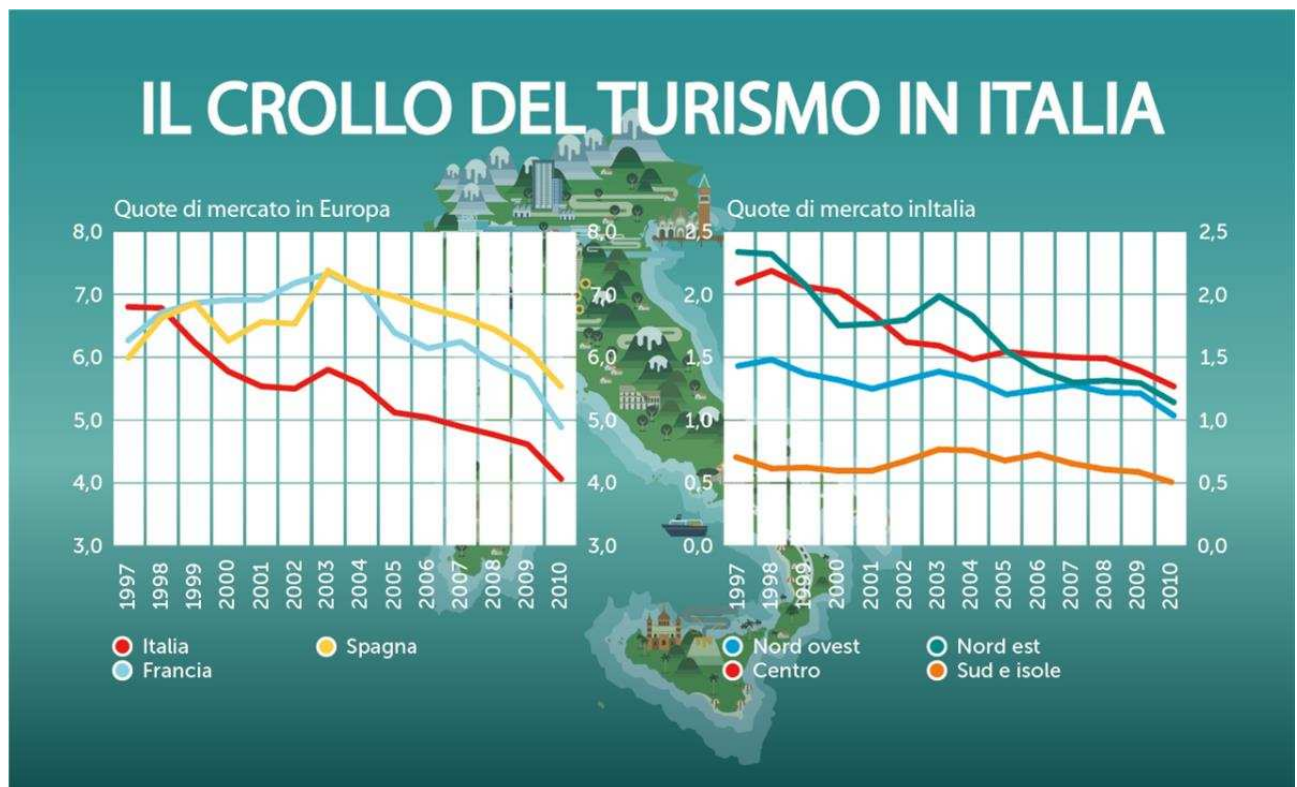 IL CROLLO DEL TURISMO IN ITALIA
Quote di mercato in Europa
8,0
7,0
6,0
5,0
4,0
3,0
8,0
7,0
6,0
5,0
4,0
3,0
1997 1998 1999 2000 2001 2002 2003 2004 2005 2006 2007 2008 2009 2010
Italia Spagna
Francia
Quote di mercato inItalia
2,5
2,0
1,5
1,0
0,5
0,0
2,5
2,0
1,5
1,0
0,5
0,0
1997 1998 1999 2000 2001 2002 2003 2004 2005 2006 2007 2008 2009 2010
Nord ovest Nord est
Centro Sud e isole